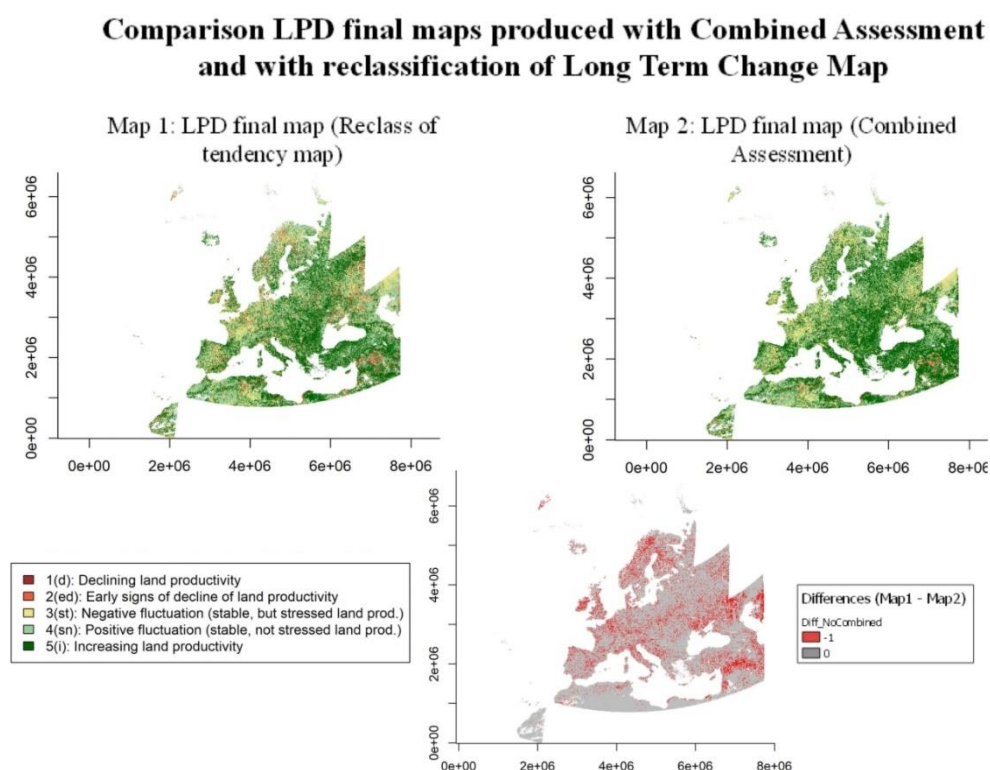 Comparison LPD final maps produced with Combined Assessment
and with reclassification of Long Term Change Map
Map 1: LPD final map (Reclass of
tendency map)
Map 2: LPD final map (Combined
Assessment)
6e+06
4e+06
2e+06
0e+00
0e+00 2e+06 4e+06 6e+06 8e+06
6e+06
4e+06
2e+06
0e+00
0e+00 2e+06 4e+06 6e+06 8e+06
1(d): Declining land productivity
2(ed): Early signs of decline of land productivity
3(st): Negative fluctuation (stable, but stressed land prod.)
4(sn): Positive fluctuation (stable, not stressed land prod.)
5(i): Increasing land productivity
6e+06
4e+06
2e+06
0e+00
0e+00 2e+06 4e+06 6e+06 8e+06
Differences (Map1 - Map2)
Diff_NoCombined
-1
0